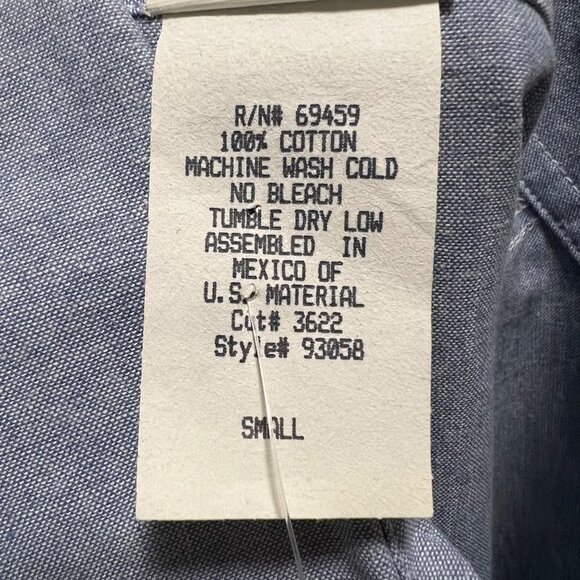 R/N# 69459
100% COTTON
MACHINE WASH COLD
NO BLEACH
TUMBLE DRY LOW
ASSEMBLED IN
MEXICO OF
U.S. MATERIAL
Cut# 3622
Style# 93058
SMALL